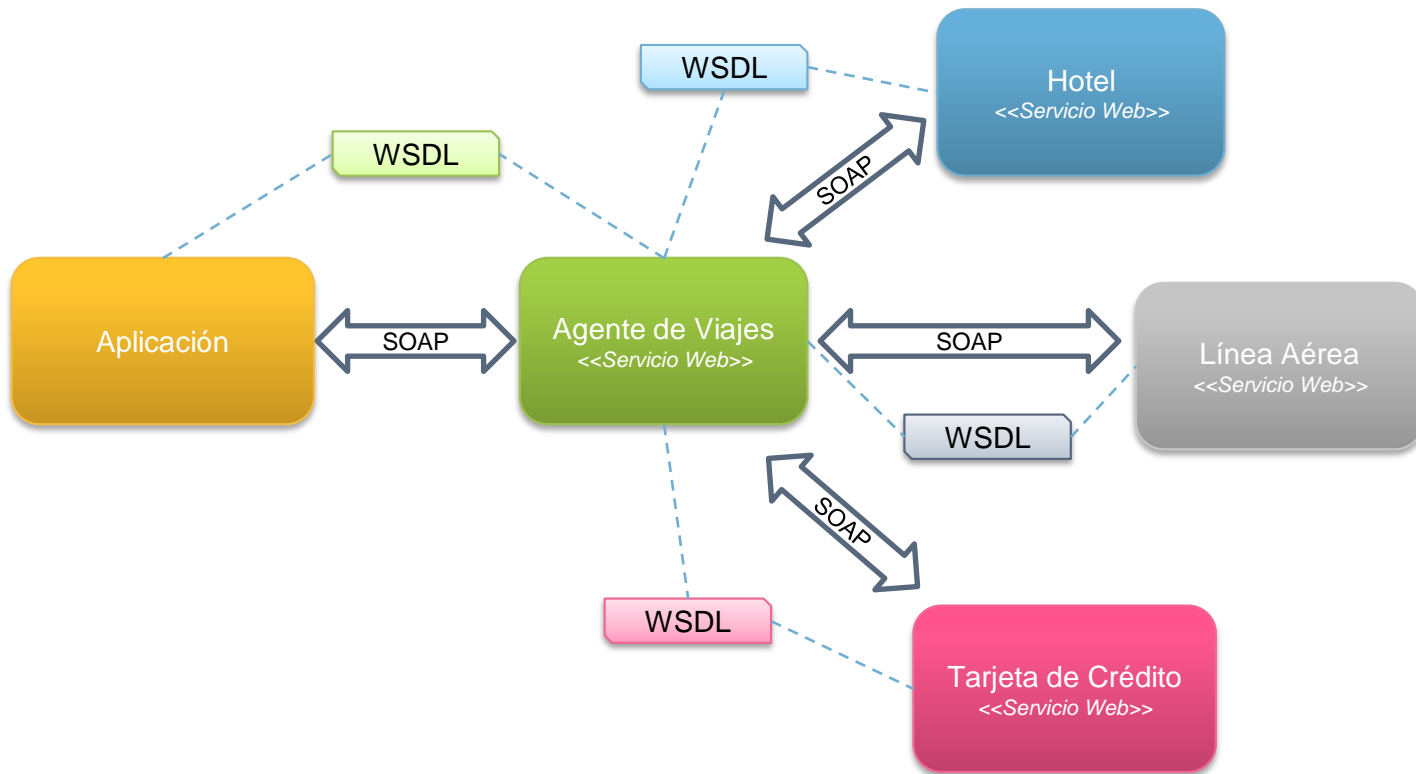 WSDL
Hotel
<<Servicio Web>>
WSDL
SOAP
Aplicación
SOAP
Agente de Viajes
<<Servicio Web>>
SOAP
Línea Aérea
<<Servicio Web>>
WSDL
SOAP
WSDL
Tarjeta de Crédito
<<Servicio Web>>